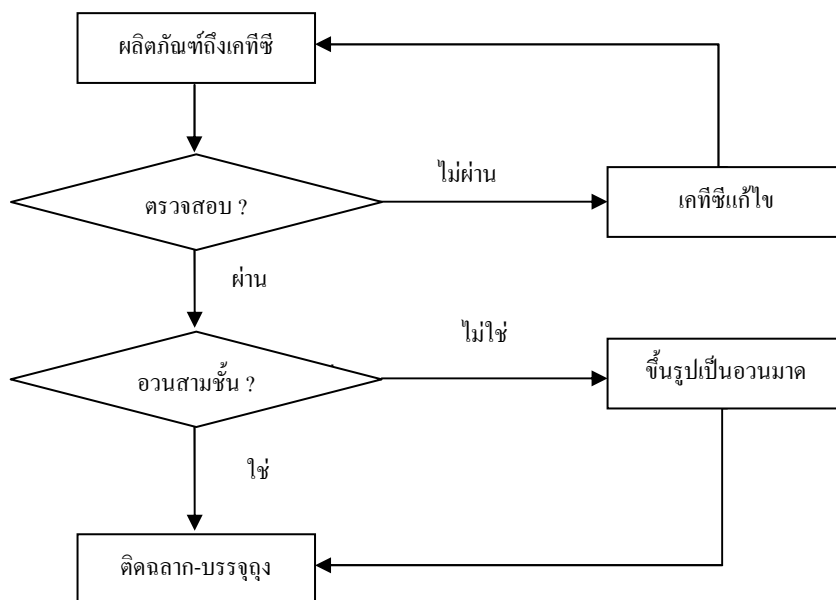 ผลิตภัณฑ์ถึงเคทีซี
ไม่ผ่าน
ตรวจสอบ ?
เคทีซีแก้ไข
ผ่าน
ไม่ใช่
อวนสามชั้น ?
ขึ้นรูปเป็นอวนมาด
ใช่
ติดฉลาก-บรรจุถุง